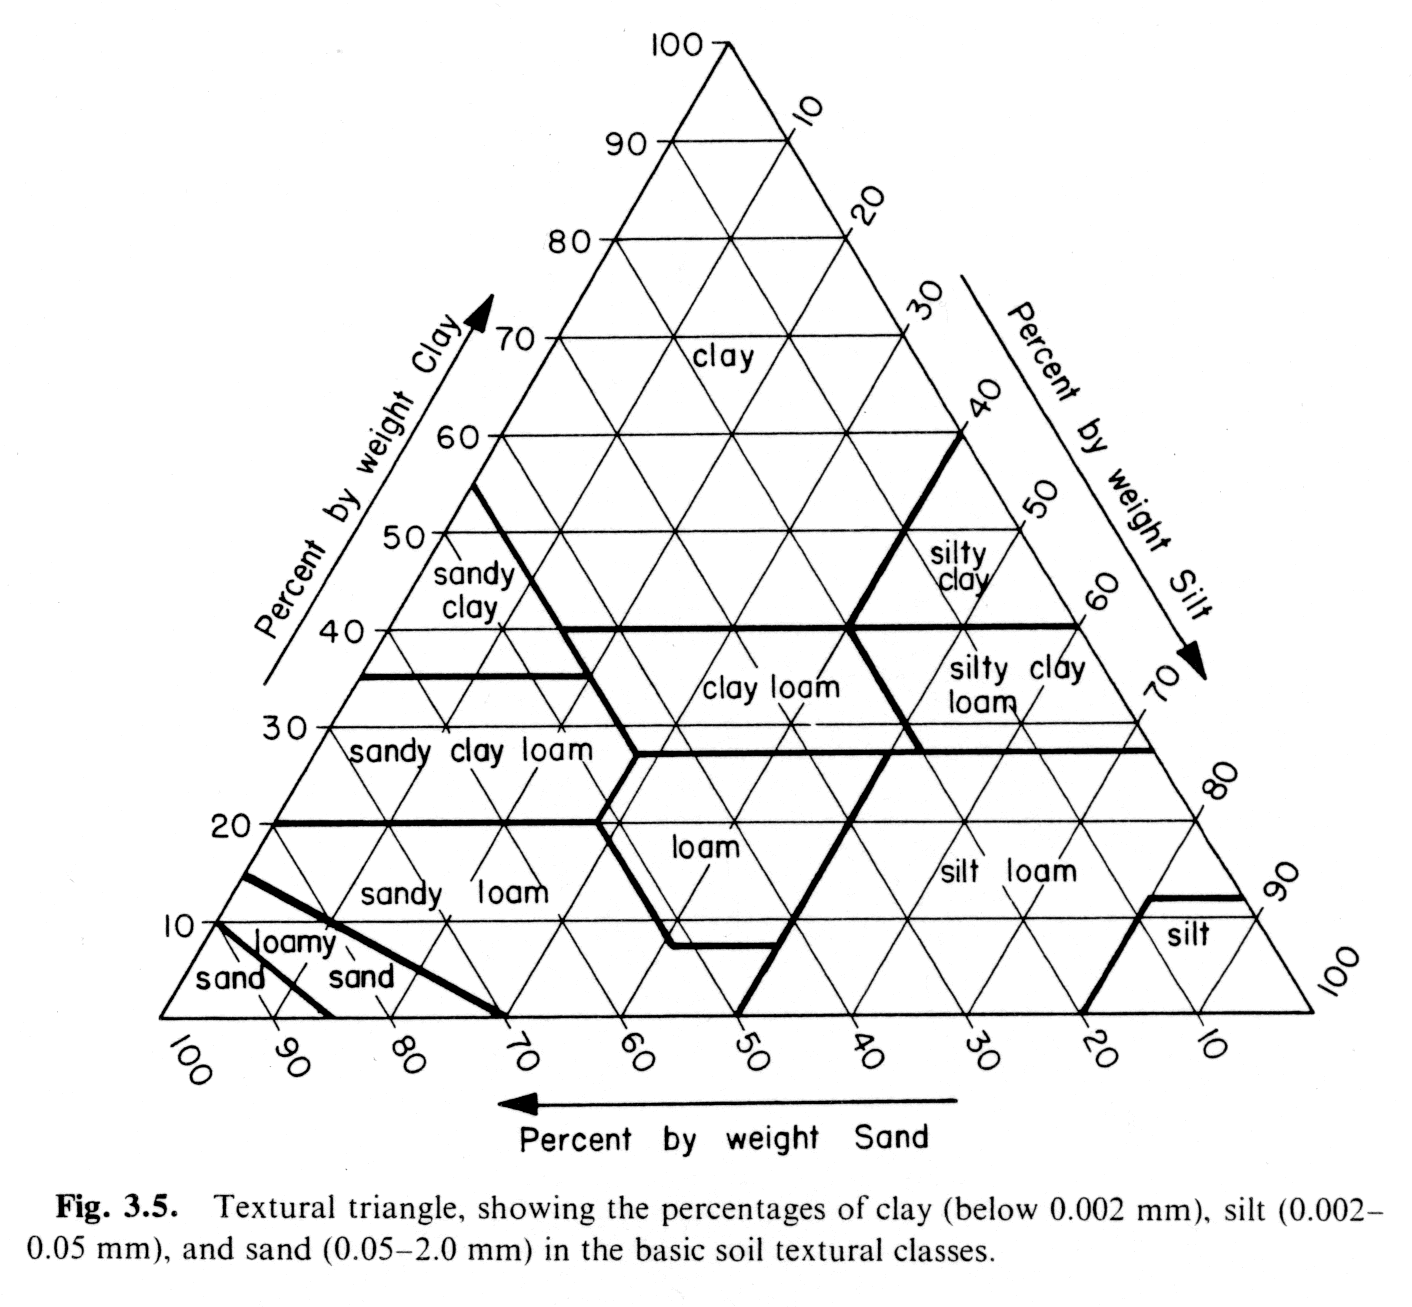 100
90
80
70
60
50
40
30
20
10
10
20
30
40
50
60
70
80
90
100
100
90
80
70
60
50
40
30
20
10
Percent by weight Clay
Percent by weight Silt
Percent by weight Sand
clay
silty
clay
sandy
clay
clay loam
silty clay
loam
sandy clay loam
loam
silt loam
sandy loam
silt
loamy
sand
sand
Fig. 3.5. Textural triangle, showing the percentages of clay (below 0.002 mm), silt (0.002–
0.05 mm), and sand (0.05–2.0 mm) in the basic soil textural classes.